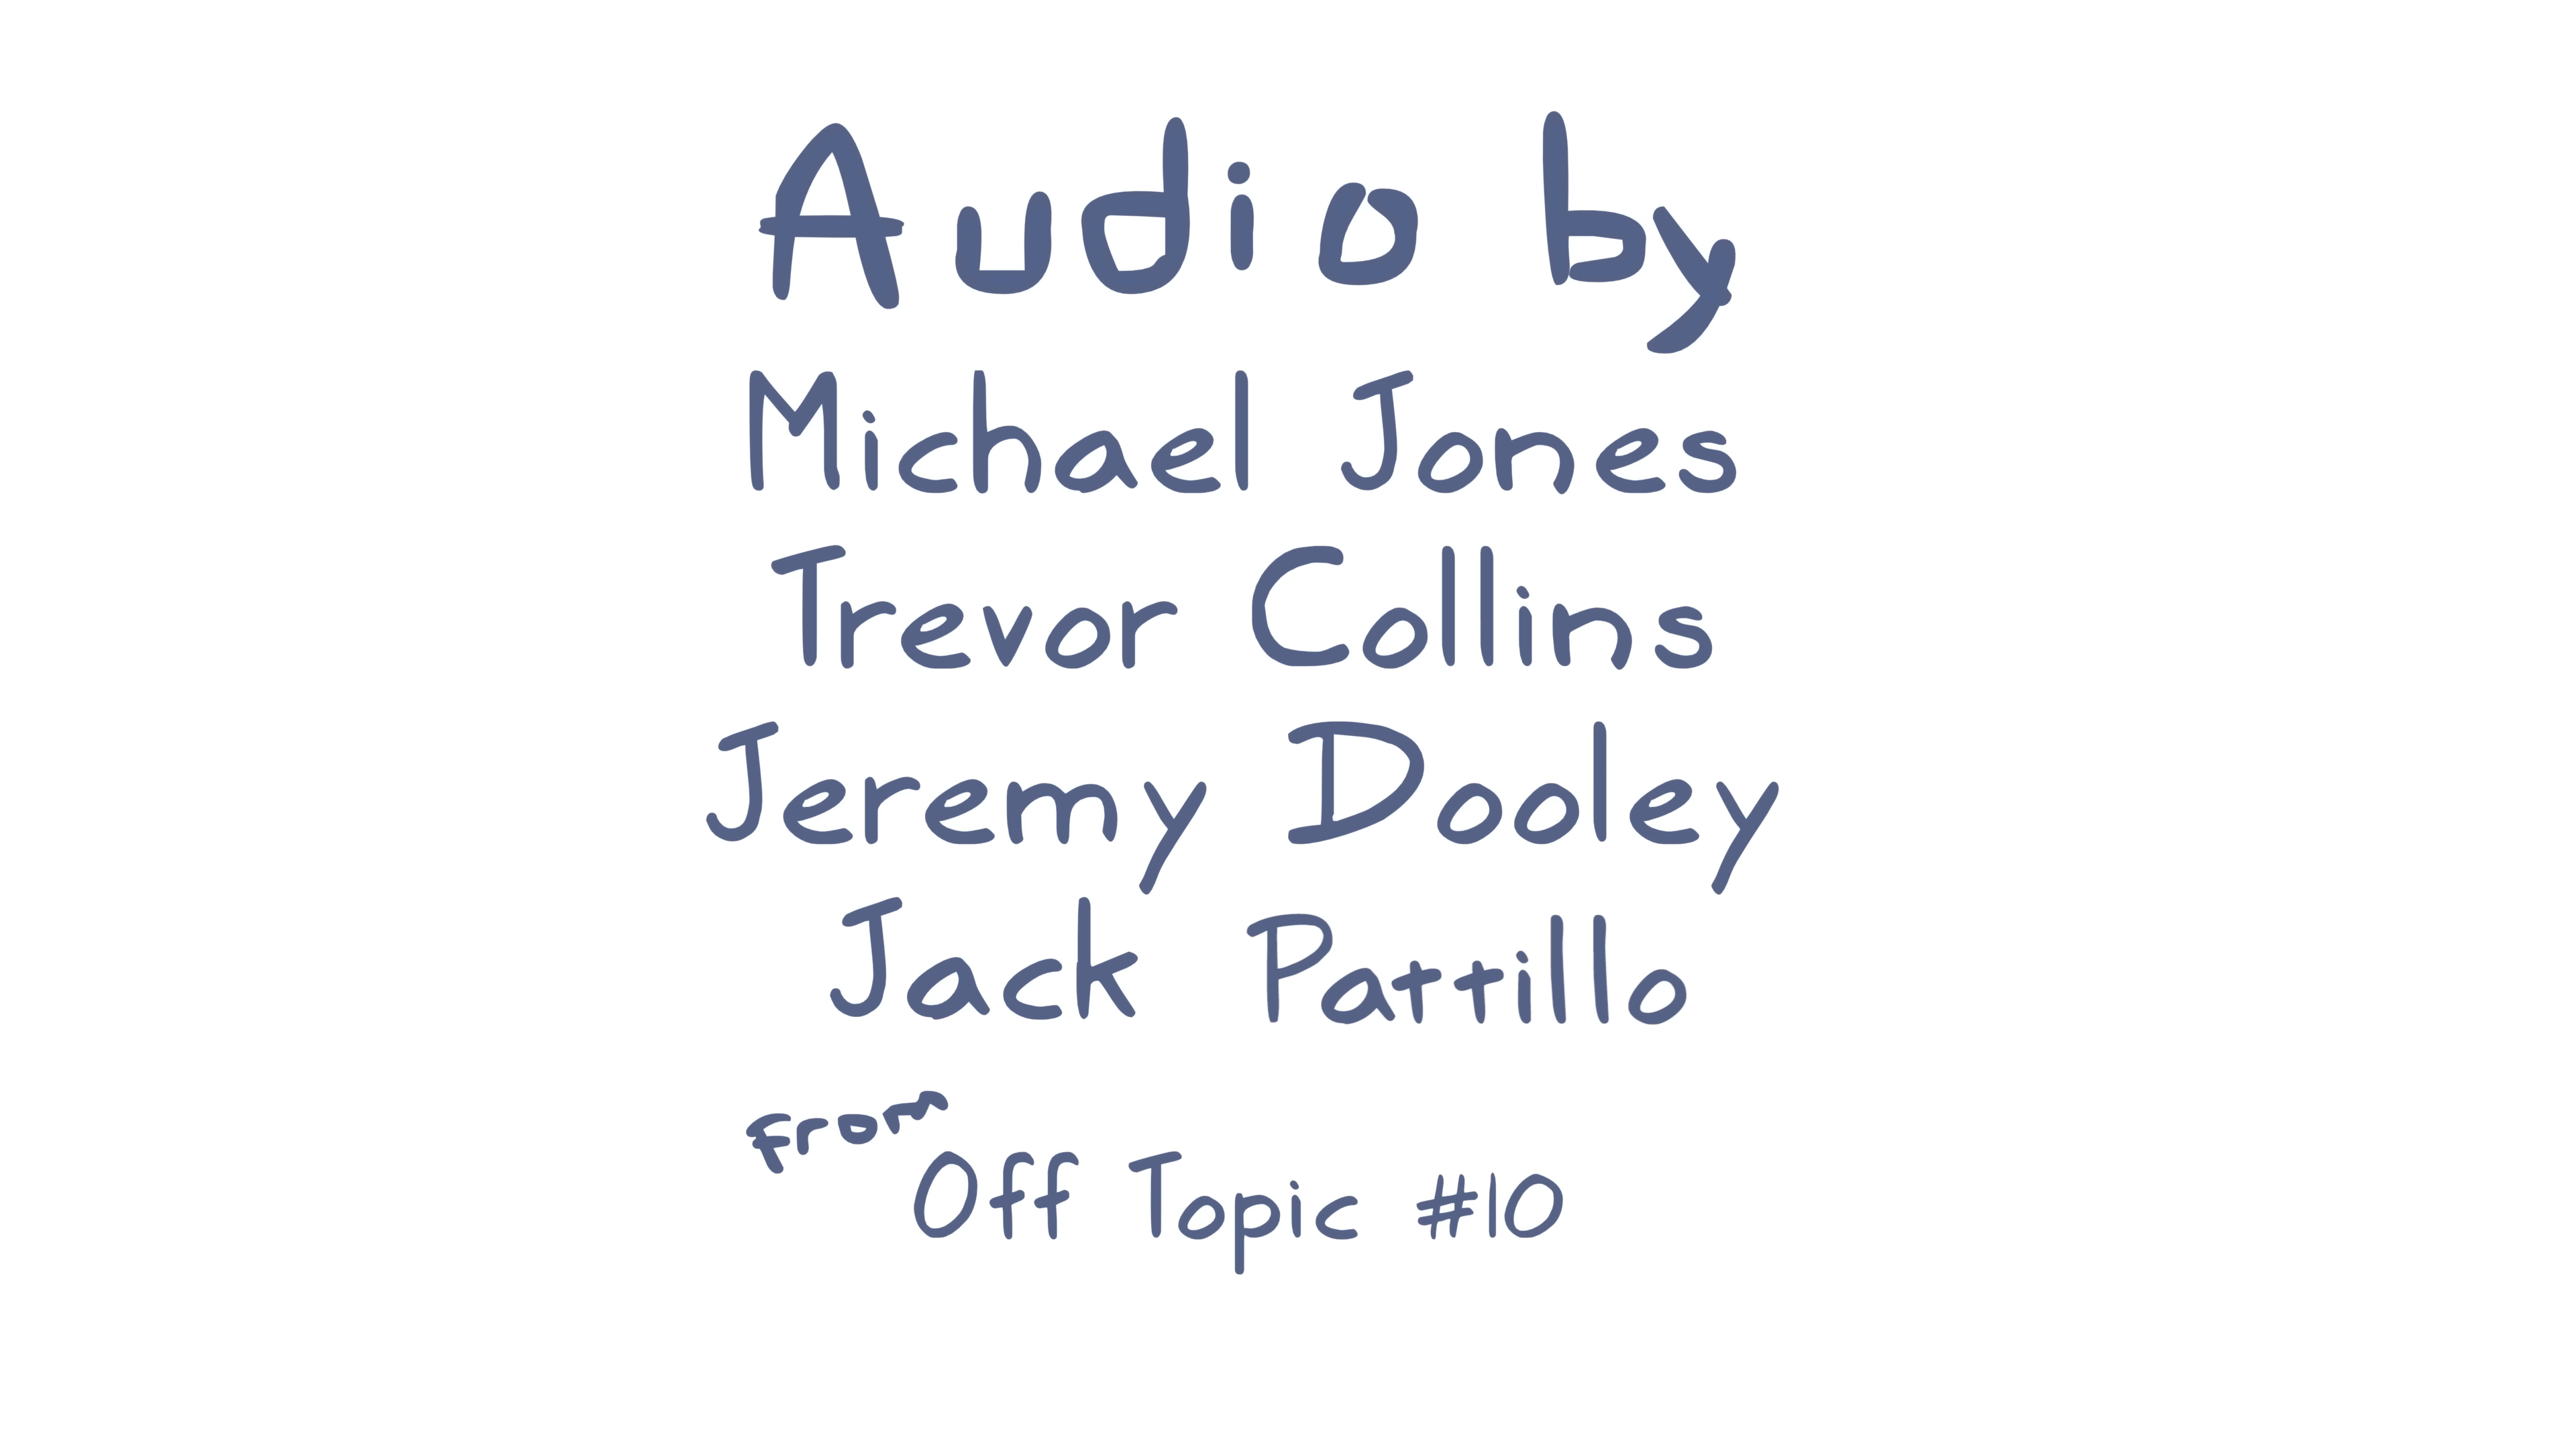 Audio by
Michael Jones
Trevor Collins
Jeremy Dooley
Jack Pattillo
from
Off Topic #10